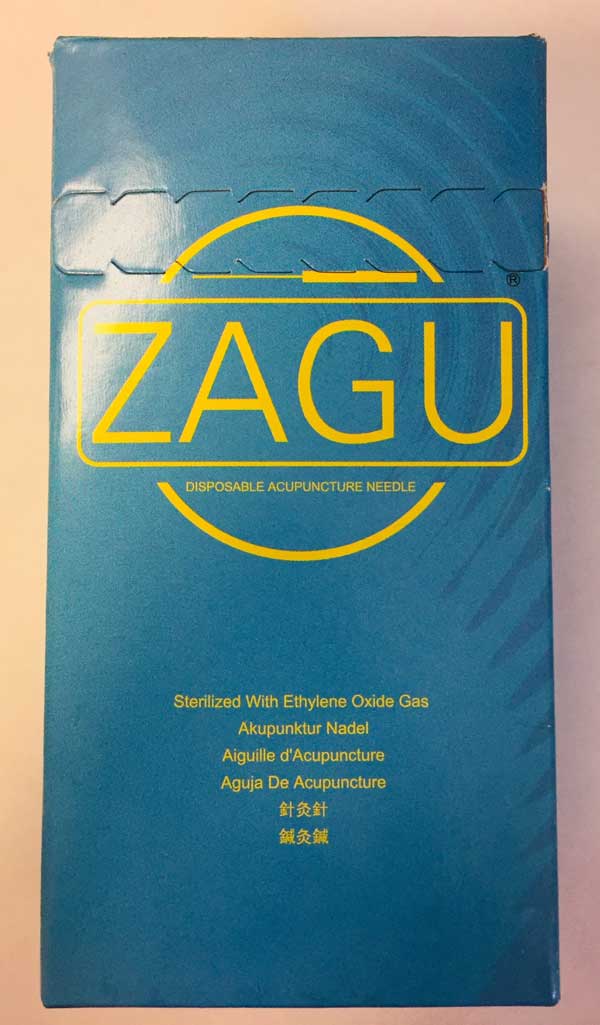 ®
ZAGU
DISPOSABLE ACUPUNCTURE NEEDLE
Sterilized With Ethylene Oxide Gas
Akupunktur Nadel
Aiguille d'Acupuncture
Aguja De Acupuncture
針灸針
鍼灸鍼